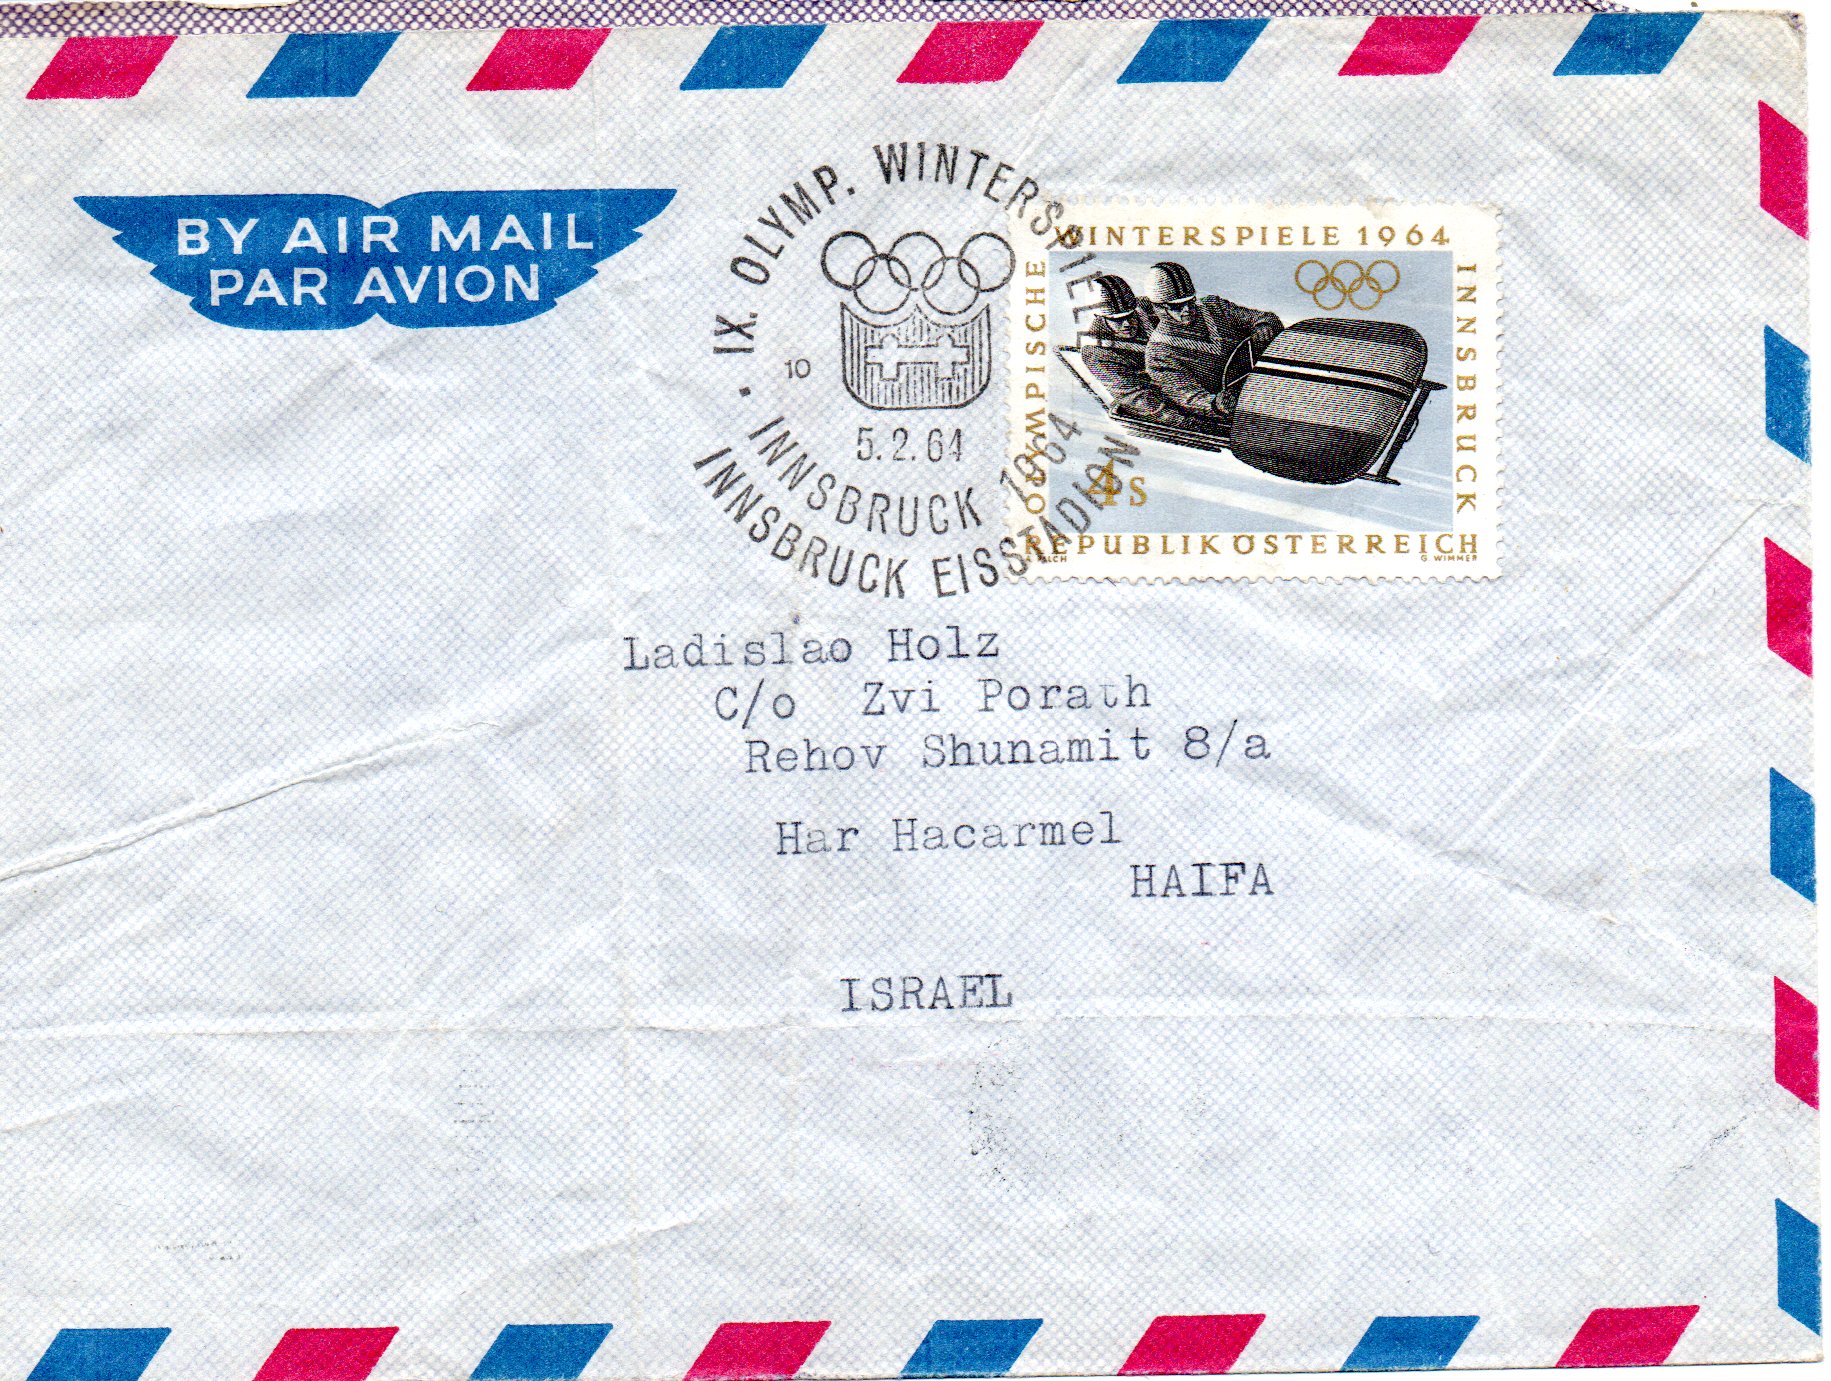 BY AIR MAIL
PAR AVION
IX. OLYMP. WINTERSPIELE
10
5.2.64
INNSBRUCK 1964
INNSBRUCK EISSTADION
WINTERSPIELE 1964
OLYMPISCHE
INNSBRUCK
4 S
REPUBLIK ÖSTERREICH
G. WIMMER
Ladislao Holz
C/o Zvi Porath
Rehov Shunamit 8/a
Har Hacarmel
HAIFA
ISRAEL